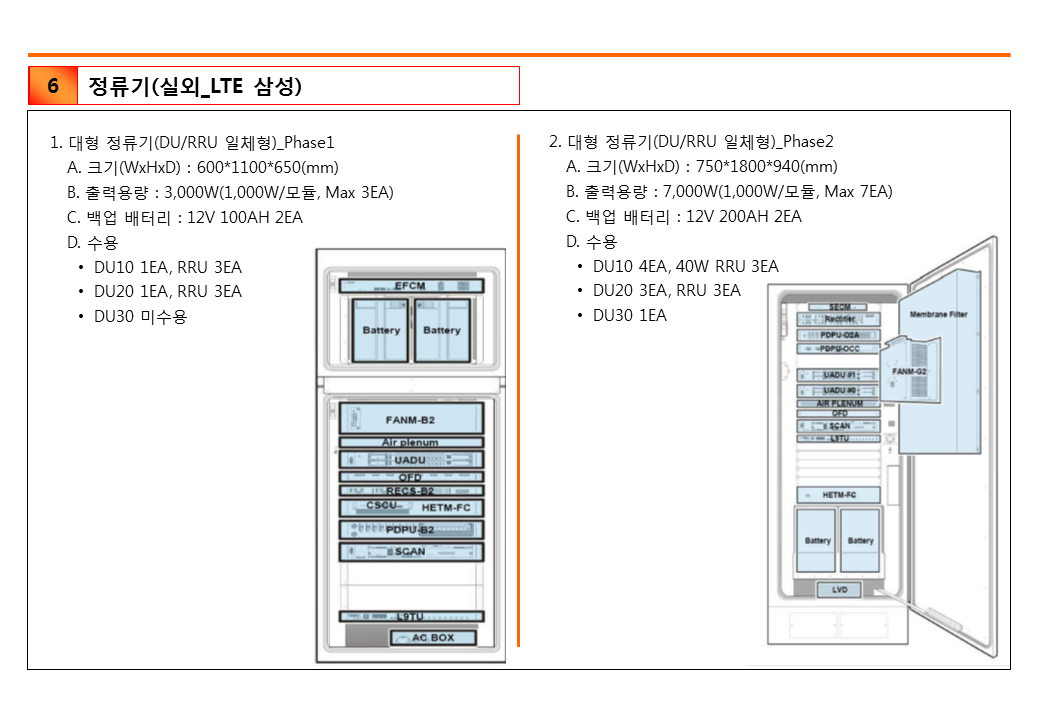 6 정류기(실외_LTE 삼성)
1. 대형 정류기(DU/RRU 일체형)_Phase1
A. 크기(WxHxD) : 600*1100*650(mm)
B. 출력용량 : 3,000W(1,000W/모듈, Max 3EA)
C. 백업 배터리 : 12V 100AH 2EA
D. 수용
• DU10 1EA, RRU 3EA
• DU20 1EA, RRU 3EA
• DU30 미수용
EFCM
Battery Battery
FANM-B2
Air plenum
UADU
OFD
RECS-B2
CSCU HETM-FC
PDPU-B2
SCAN
L9TU
AC BOX
2. 대형 정류기(DU/RRU 일체형)_Phase2
A. 크기(WxHxD) : 750*1800*940(mm)
B. 출력용량 : 7,000W(1,000W/모듈, Max 7EA)
C. 백업 배터리 : 12V 200AH 2EA
D. 수용
• DU10 4EA, 40W RRU 3EA
• DU20 3EA, RRU 3EA
• DU30 1EA
SECM
Rectifier
Membrane Filter
PDPU-O2A
PDPU-OCC
FANM-G2
UADU #1
UADU #0
AIR PLENUM
OFD
SCAN
L9TU
HETM-FC
Battery Battery
LVD